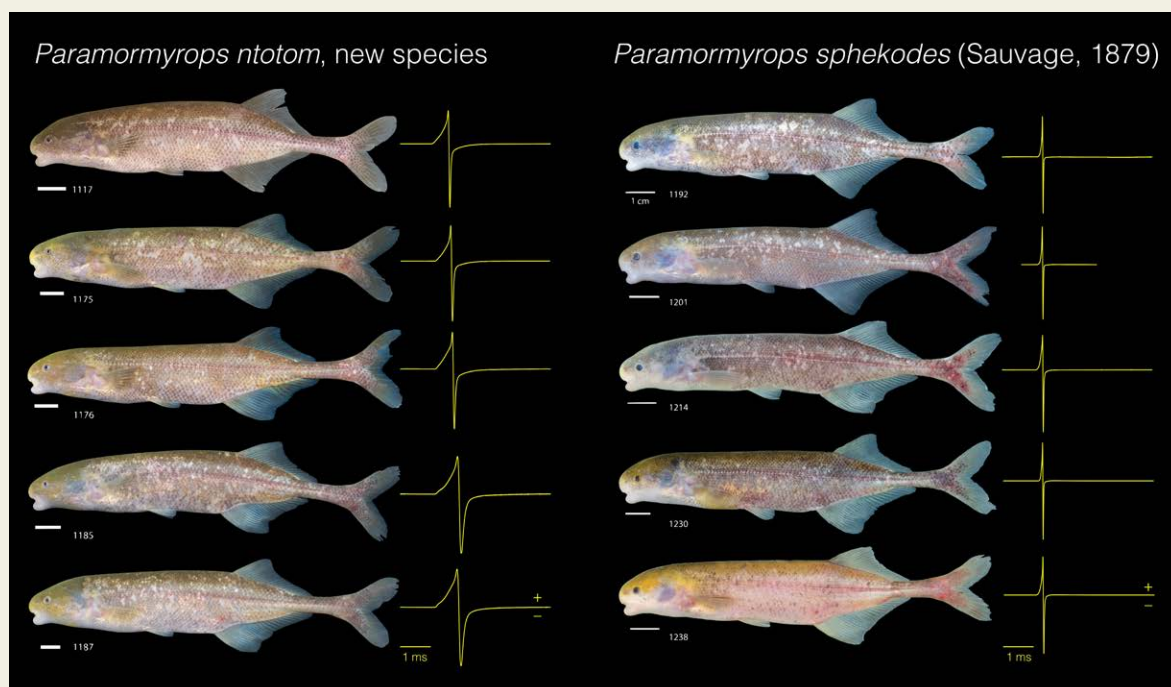 Paramormyrops ntotom, new species
1117
1175
1176
1185
1187
+
−
1 ms
Paramormyrops sphekodes (Sauvage, 1879)
1 cm
1192
1201
1214
1230
1238
+
−
1 ms